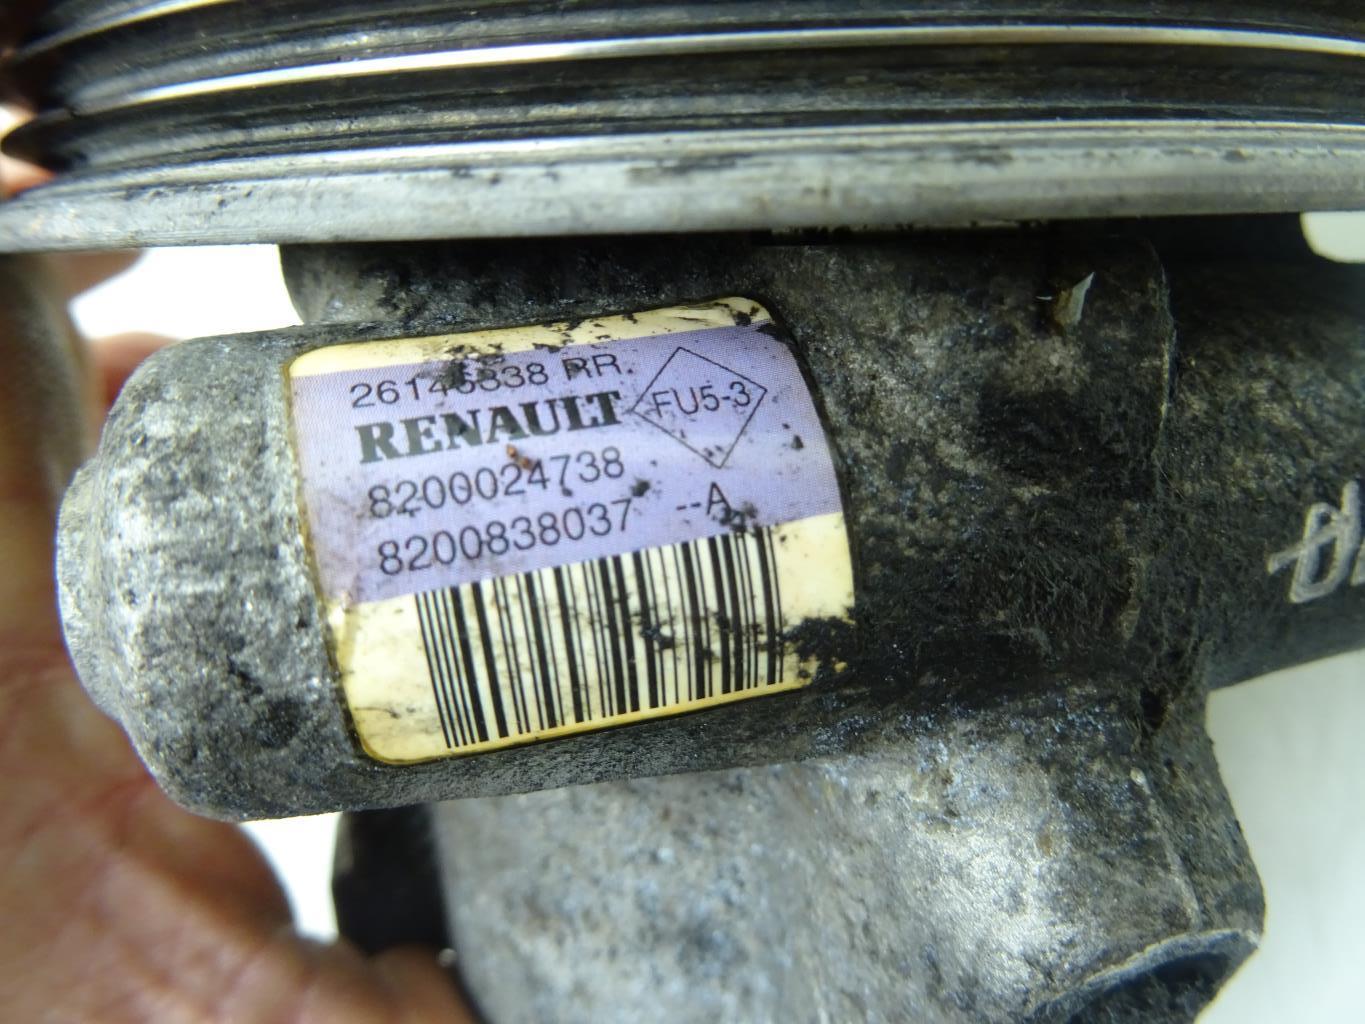 26146838 RR.
RENAULT
FU5-3
8200024738
8200838037 --A